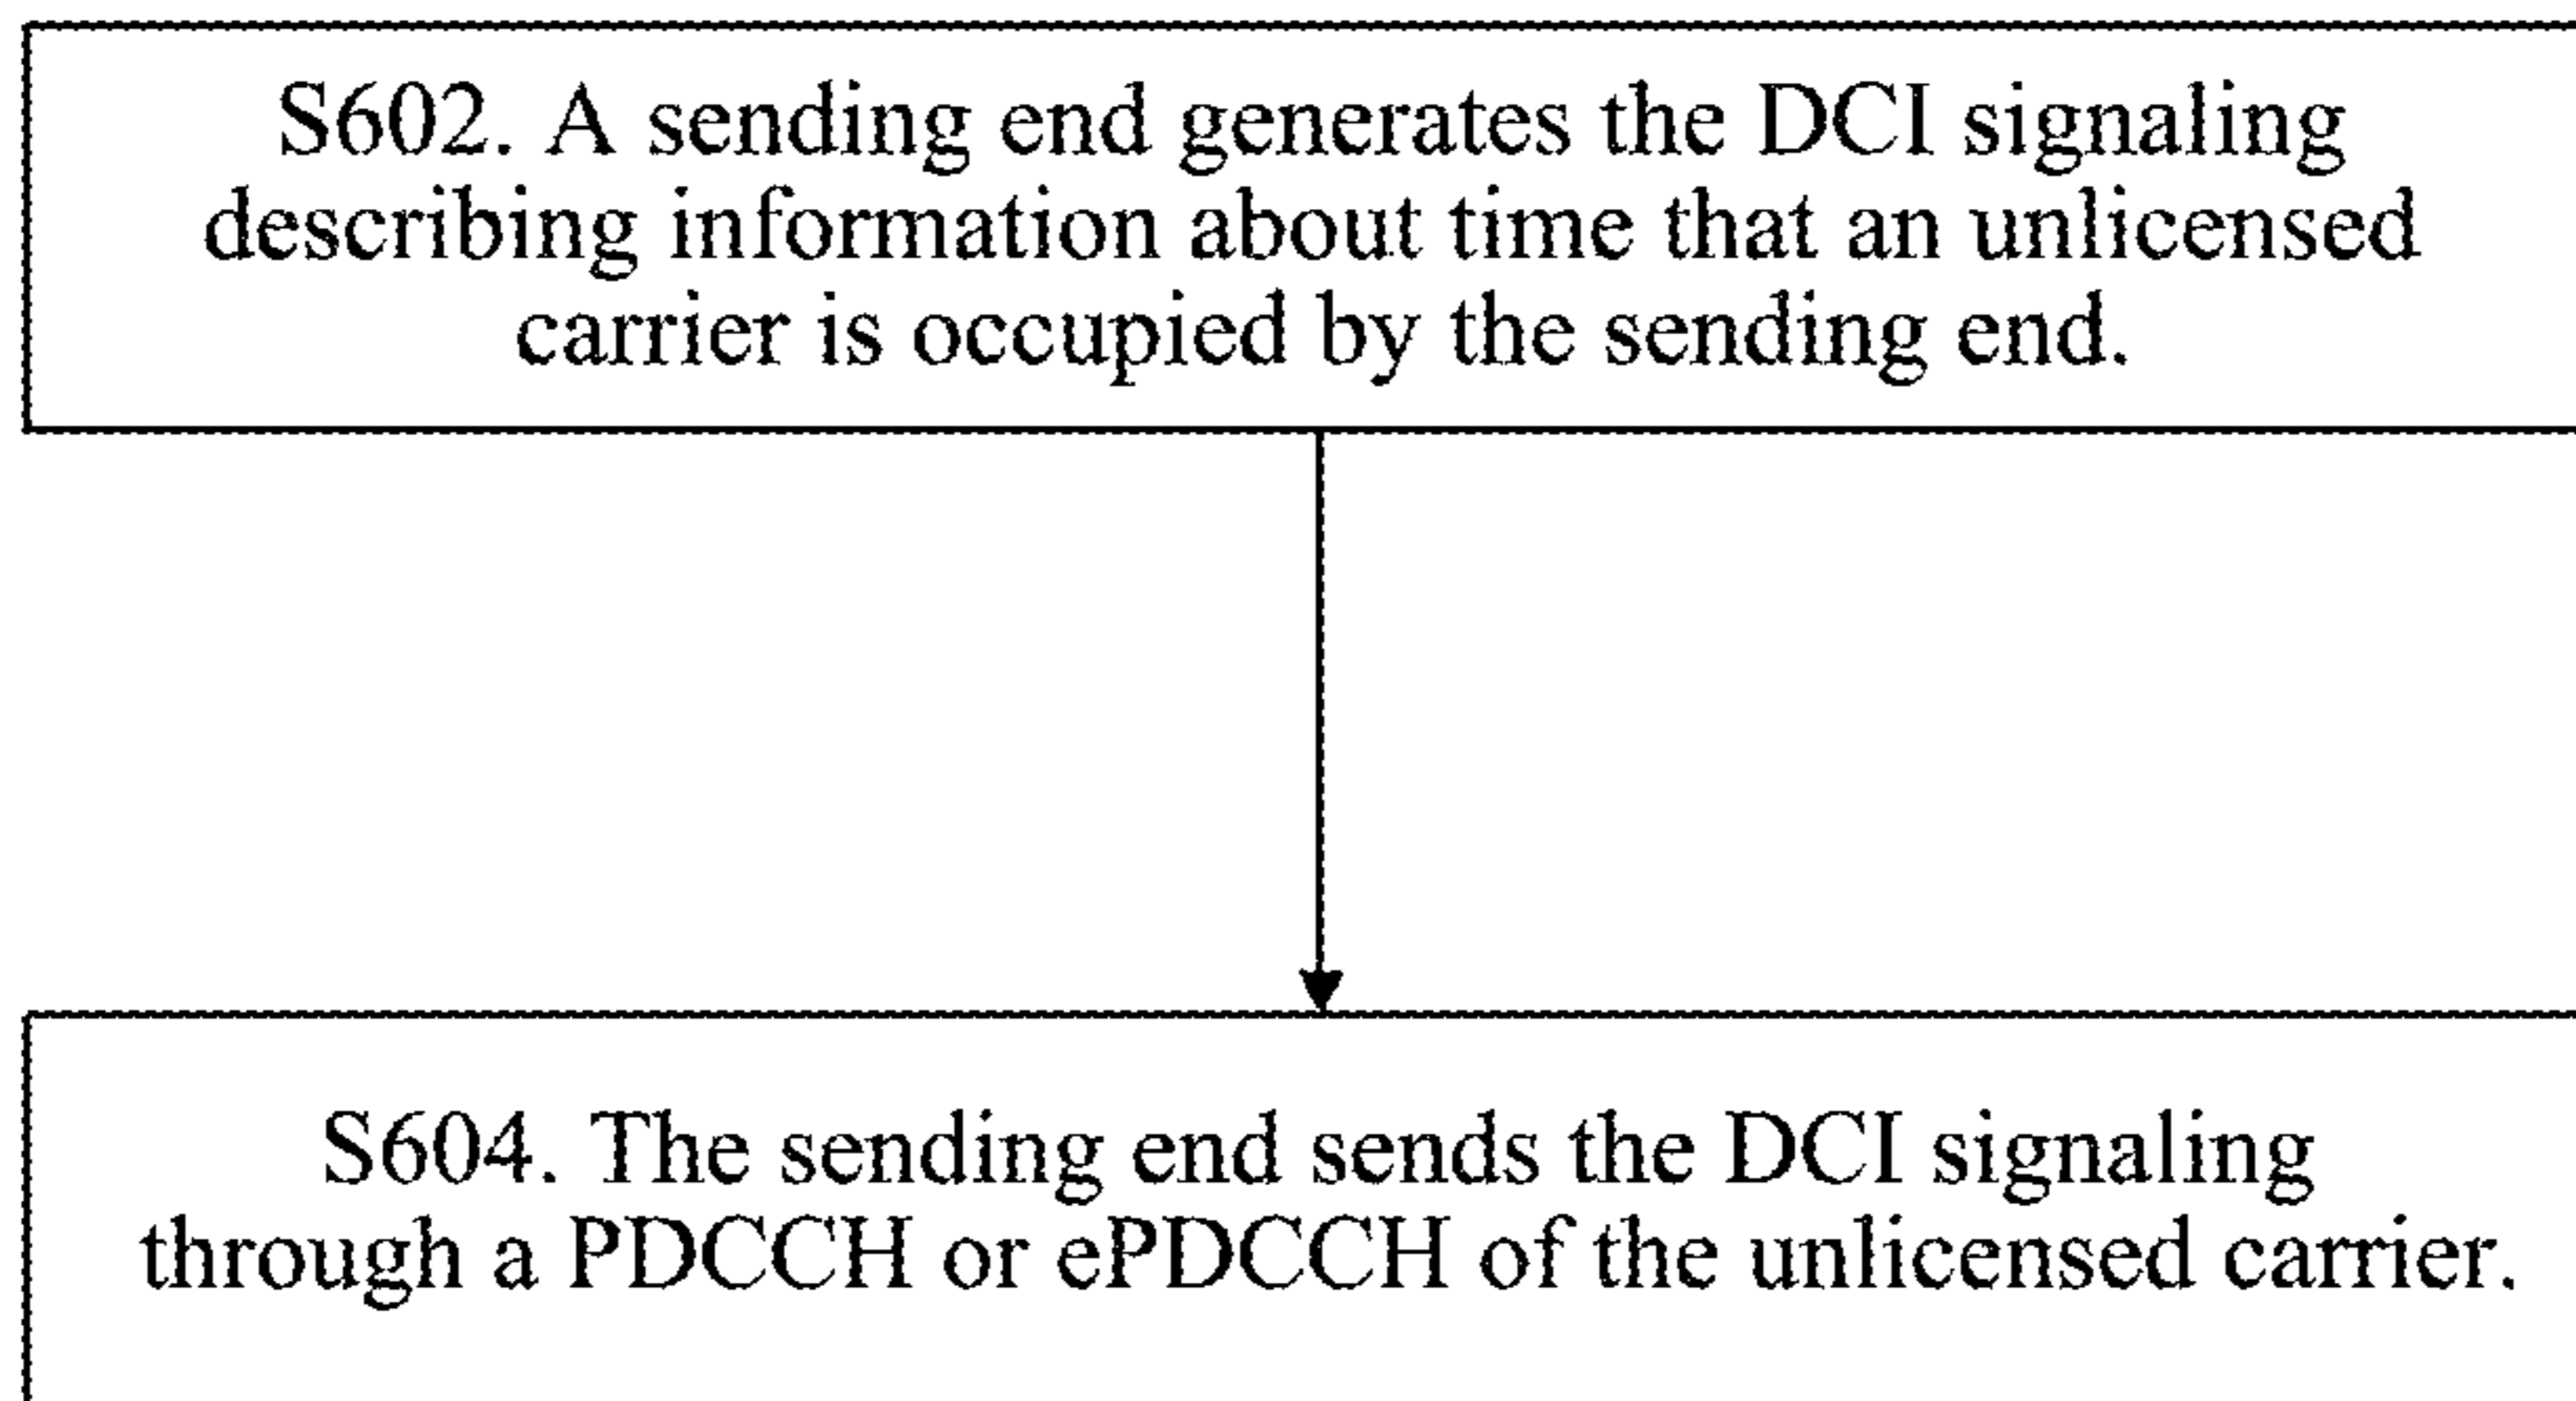 S602. A sending end generates the DCI signaling
describing information about time that an unlicensed
carrier is occupied by the sending end.
S604. The sending end sends the DCI signaling
through a PDCCH or ePDCCH of the unlicensed carrier.